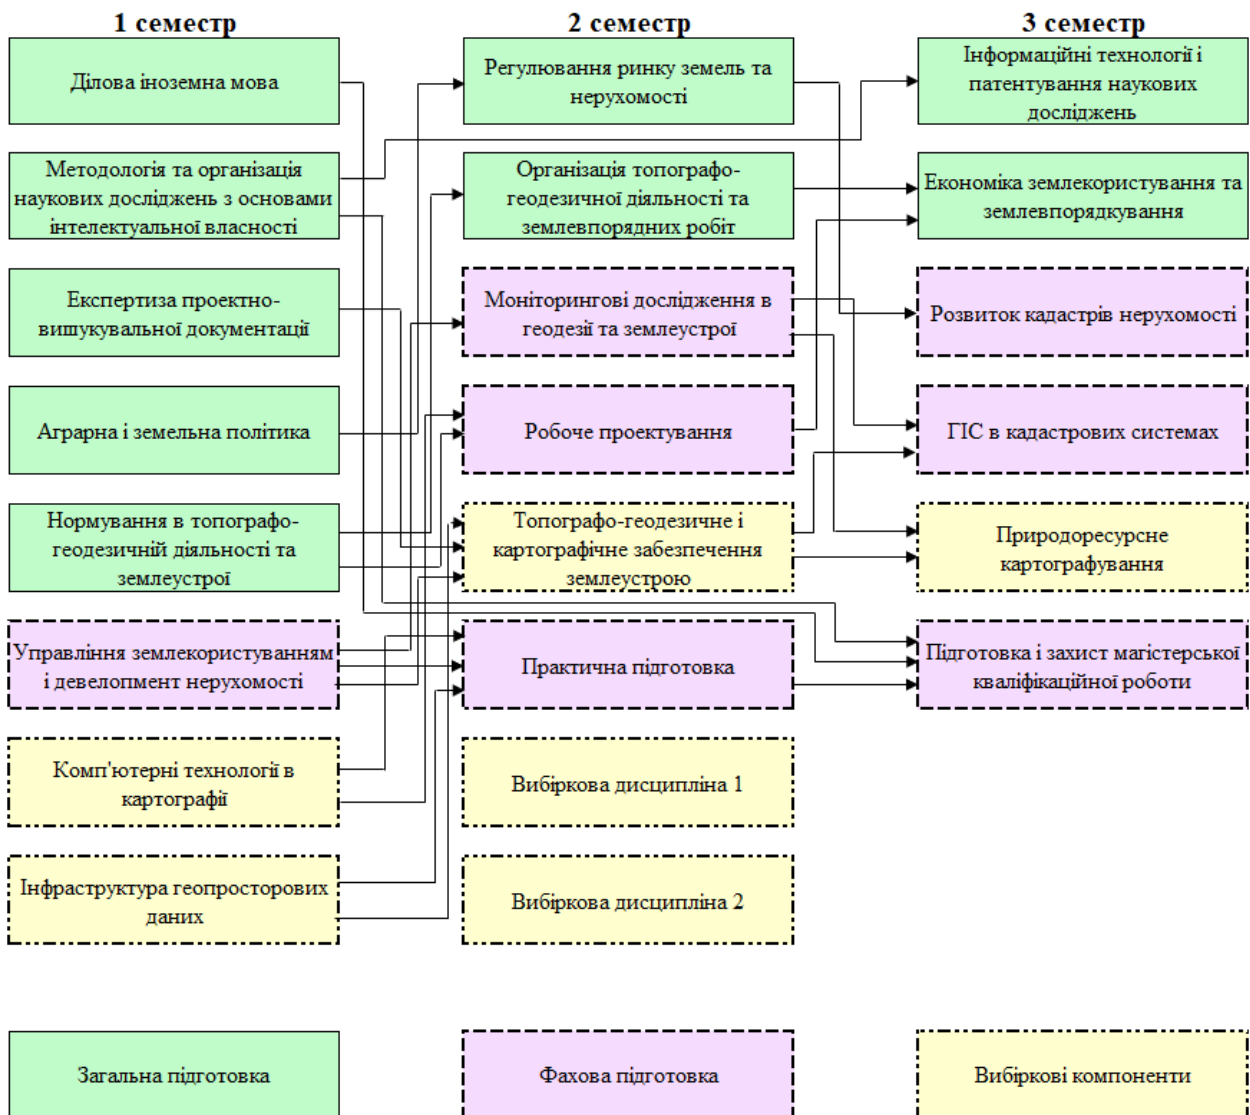 1 семестр
2 семестр
3 семестр
Ділова іноземна мова
Регулювання ринку земель та
нерухомості
Інформаційні технології і
патентування наукових
досліджень
Методологія та організація
наукових досліджень з основами
інтелектуальної власності
Організація топографо-
геодезичної діяльності та
землевпорядних робіт
Економіка землекористування та
землевпорядкування
Експертиза проектно-
вишукувальної документації
Моніторингові дослідження в
геодезії та землеустрої
Розвиток кадастрів нерухомості
Аграрна і земельна політика
Робоче проектування
ГІС в кадастрових системах
Нормування в топографо-
геодезичній діяльності та
землеустрої
Топографо-геодезичне і
картографічне забезпечення
землеустрою
Природоресурсне
картографування
Управління землекористуванням
і девелопмент нерухомості
Практична підготовка
Підготовка і захист магістерської
кваліфікаційної роботи
Комп'ютерні технології в
картографії
Вибіркова дисципліна 1
Інфраструктура геопросторових
даних
Вибіркова дисципліна 2
Загальна підготовка
Фахова підготовка
Вибіркові компоненти